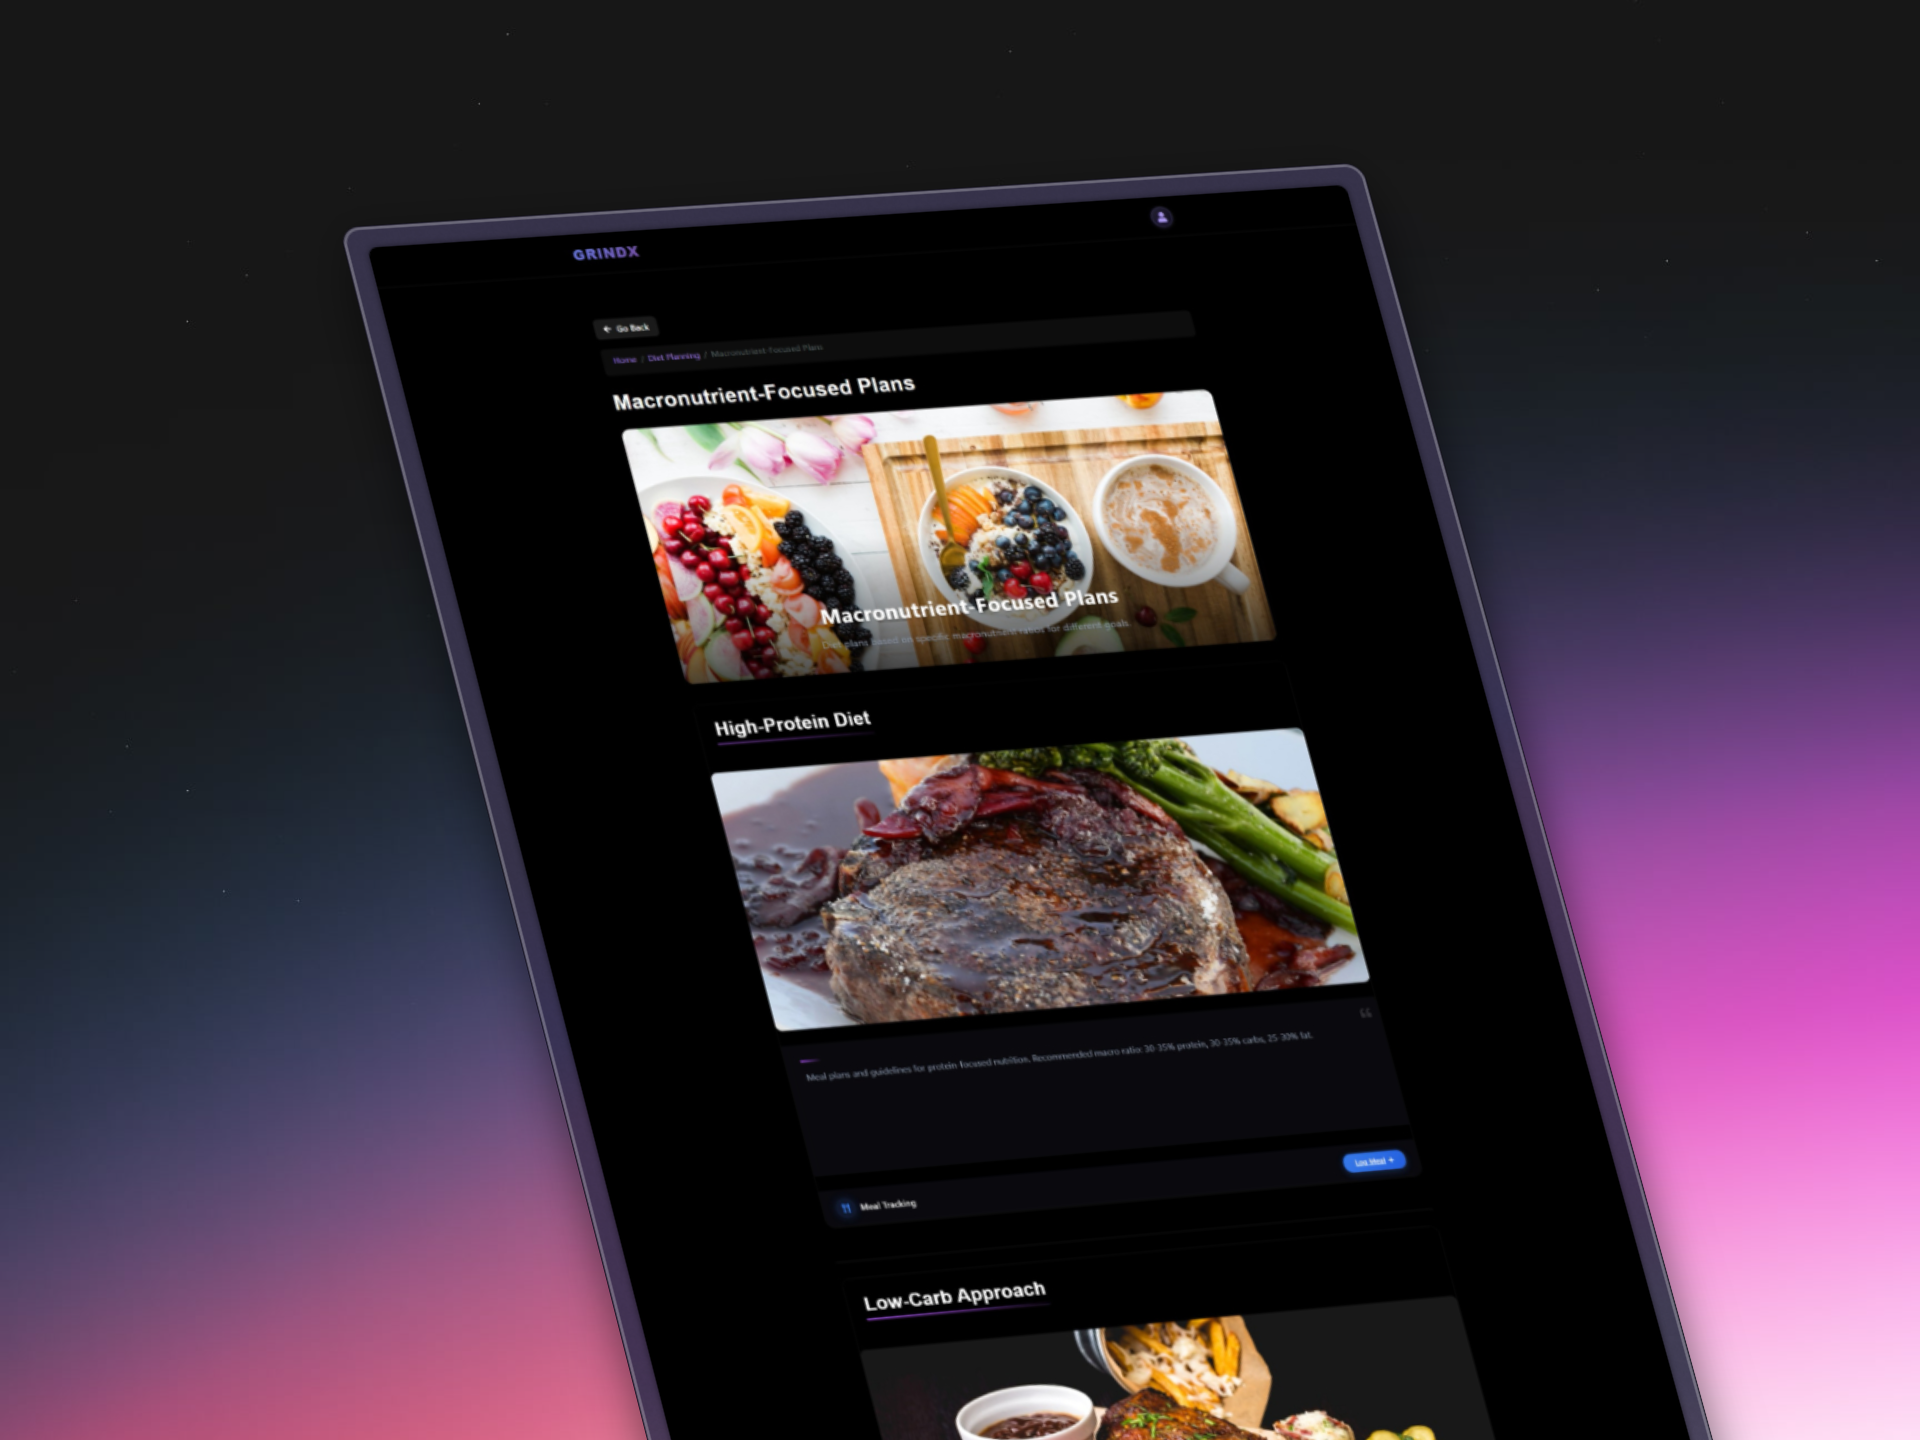 GRINDX
← Go Back
Home / Diet Planning / Macronutrient-Focused Plans
Macronutrient-Focused Plans
Macronutrient-Focused Plans
Diet plans based on specific macronutrient ratios for different goals.
High-Protein Diet
Meal plans and guidelines for protein-focused nutrition. Recommended macro ratio: 30-35% protein, 30-35% carbs, 25-30% fat.
Meal Tracking
Log Meal +
Low-Carb Approach